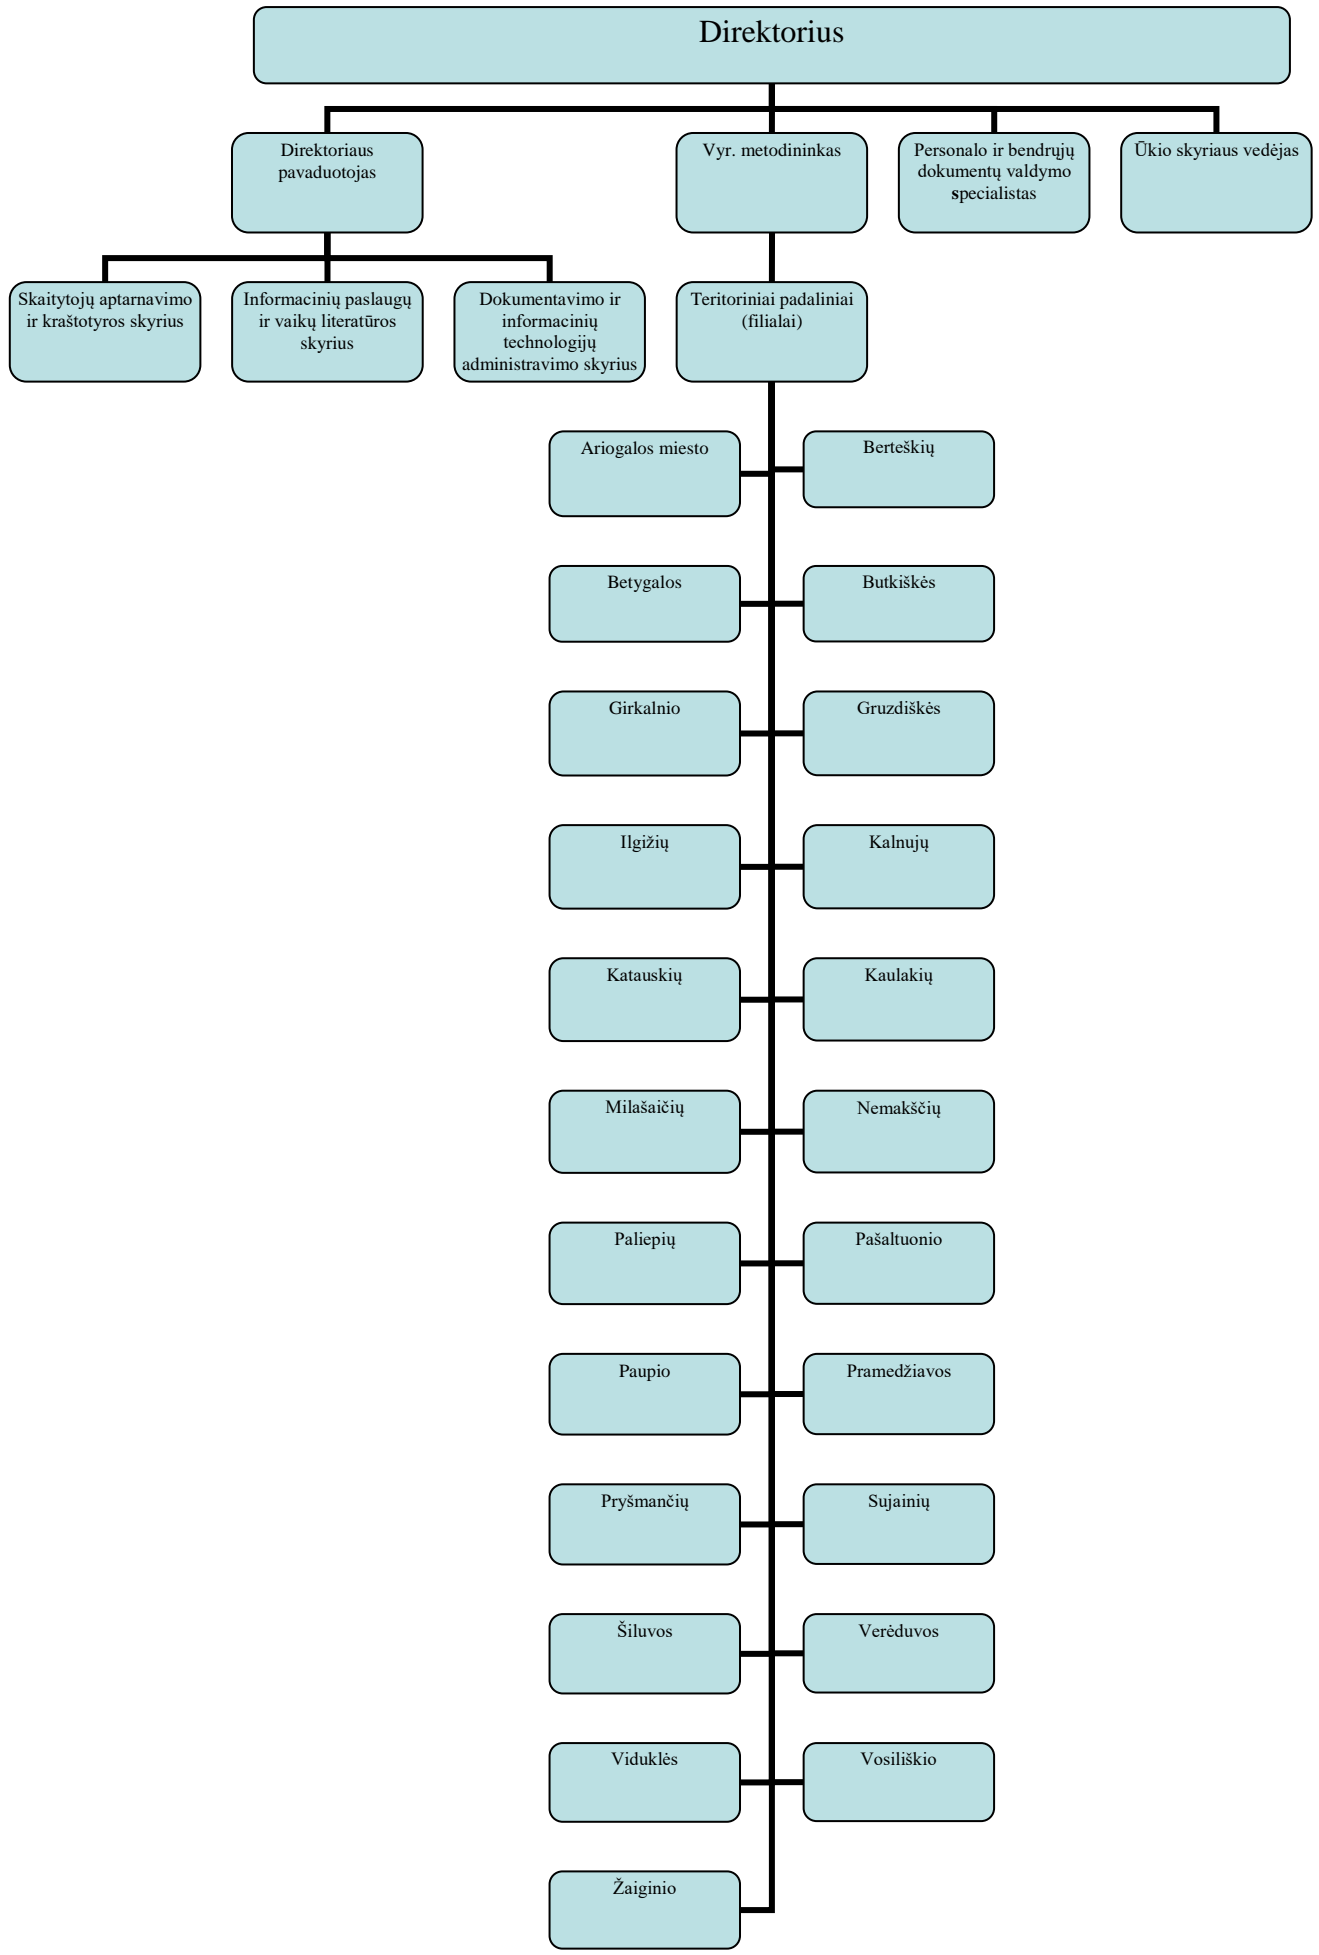 Direktorius
Direktoriaus
pavaduotojas
Vyr. metodininkas
Personalo ir bendrųjų
dokumentų valdymo
specialistas
Ūkio skyriaus vedėjas
Skaitytojų aptarnavimo
ir kraštotyros skyrius
Informacinių paslaugų
ir vaikų literatūros
skyrius
Dokumentavimo ir
informacinių
technologijų
administravimo skyrius
Teritoriniai padaliniai
(filialai)
Ariogalos miesto
Berteškių
Betygalos
Butkiškės
Girkalnio
Gruzdiškės
Ilgižių
Kalnujų
Katauskių
Kaulakių
Milašaičių
Nemakščių
Paliepių
Pašaltuonio
Paupio
Pramedžiavos
Pryšmančių
Sujainių
Šiluvos
Verėduvos
Viduklės
Vosiliškio
Žaiginio